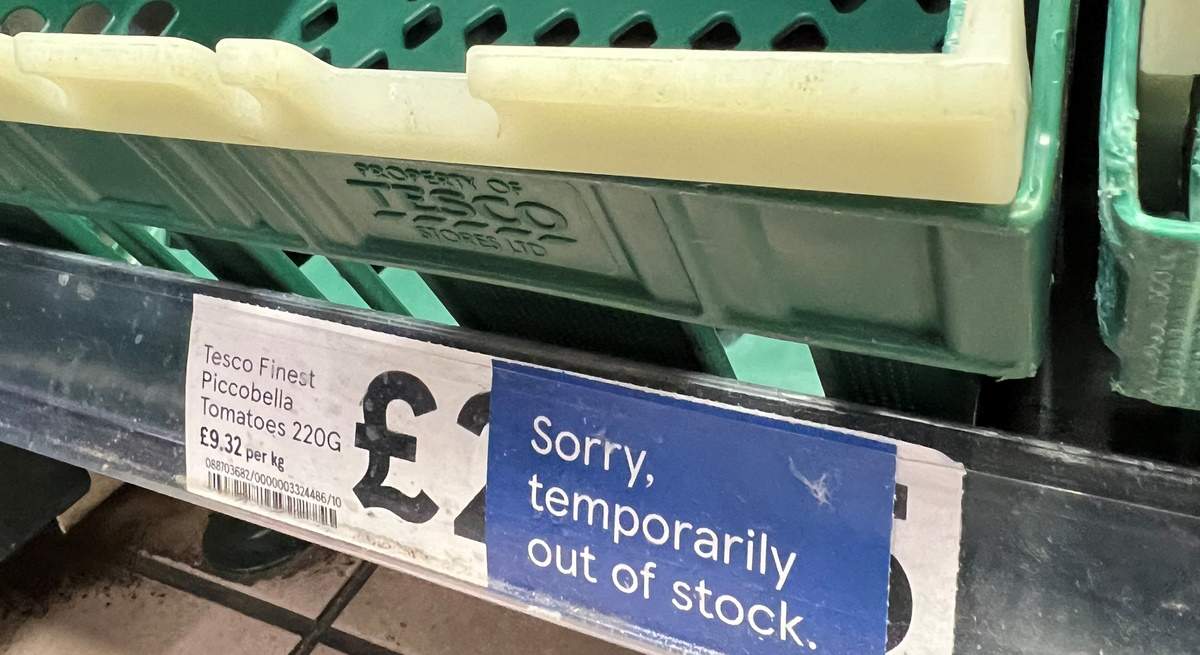 PROPERTY OF
TESCO
STORES LTD
Tesco Finest
Piccobella
Tomatoes 220G
£9.32 per kg
088703682/0000003324486/10
£2
Sorry,
temporarily
out of stock.